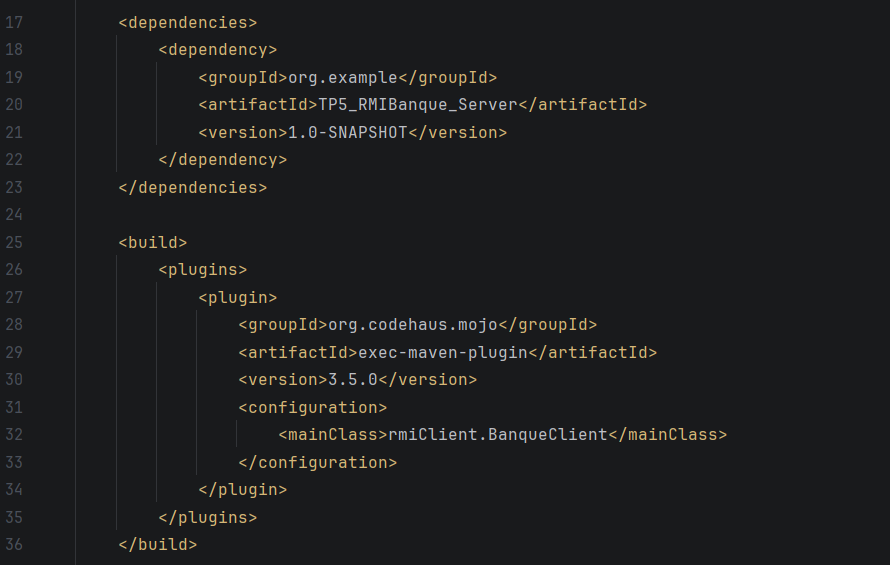 17 <dependencies>
18 <dependency>
19 <groupId>org.example</groupId>
20 <artifactId>TP5_RMIBanque_Server</artifactId>
21 <version>1.0-SNAPSHOT</version>
22 </dependency>
23 </dependencies>
24
25 <build>
26 <plugins>
27 <plugin>
28 <groupId>org.codehaus.mojo</groupId>
29 <artifactId>exec-maven-plugin</artifactId>
30 <version>3.5.0</version>
31 <configuration>
32 <mainClass>rmiClient.BanqueClient</mainClass>
33 </configuration>
34 </plugin>
35 </plugins>
36 </build>